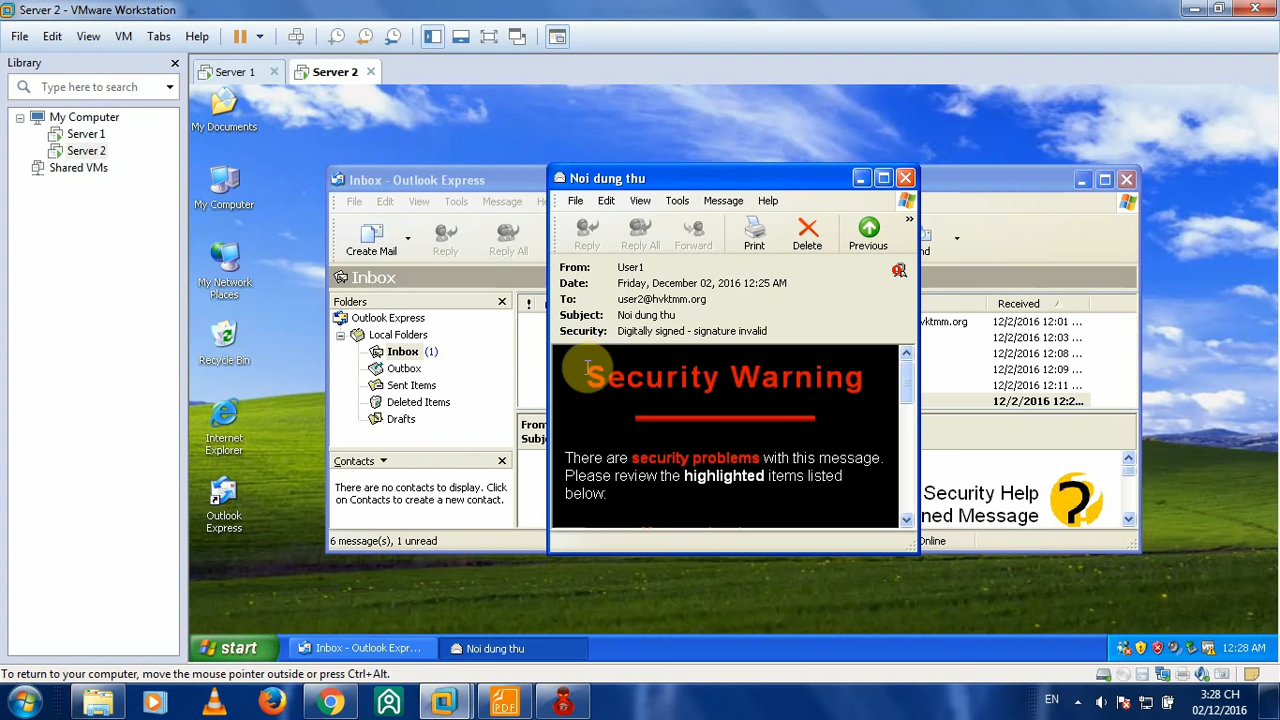 Server 2 - VMware Workstation
File Edit View VM Tabs Help
Library
Type here to search
My Computer
Server 1
Server 2
Shared VMs
Server 1
Server 2
My Documents
My Computer
My Network Places
Recycle Bin
Internet Explorer
Outlook Express
Inbox - Outlook Express
File Edit View Tools Message
Create Mail Reply Reply All
Inbox
Folders
Outlook Express
Local Folders
Inbox (1)
Outbox
Sent Items
Deleted Items
Drafts
Contacts
There are no contacts to display. Click
on Contacts to create a new contact.
6 message(s), 1 unread
Noi dung thu
File Edit View Tools Message Help
Reply Reply All Forward Print Delete Previous
From: User1
Date: Friday, December 02, 2016 12:25 AM
To: user2@hvktmm.org
Subject: Noi dung thu
Security: Digitally signed - signature invalid
Security Warning
There are security problems with this message.
Please review the highlighted items listed
below:
! Received
12/2/2016 12:01 ...
12/2/2016 12:03 ...
12/2/2016 12:08 ...
12/2/2016 12:09 ...
12/2/2016 12:11 ...
12/2/2016 12:2...
Security Help
Message
start
Inbox - Outlook Expr...
Noi dung thu
12:28 AM
To return to your computer, move the mouse pointer outside or press Ctrl+Alt.
EN
3:28 CH
02/12/2016